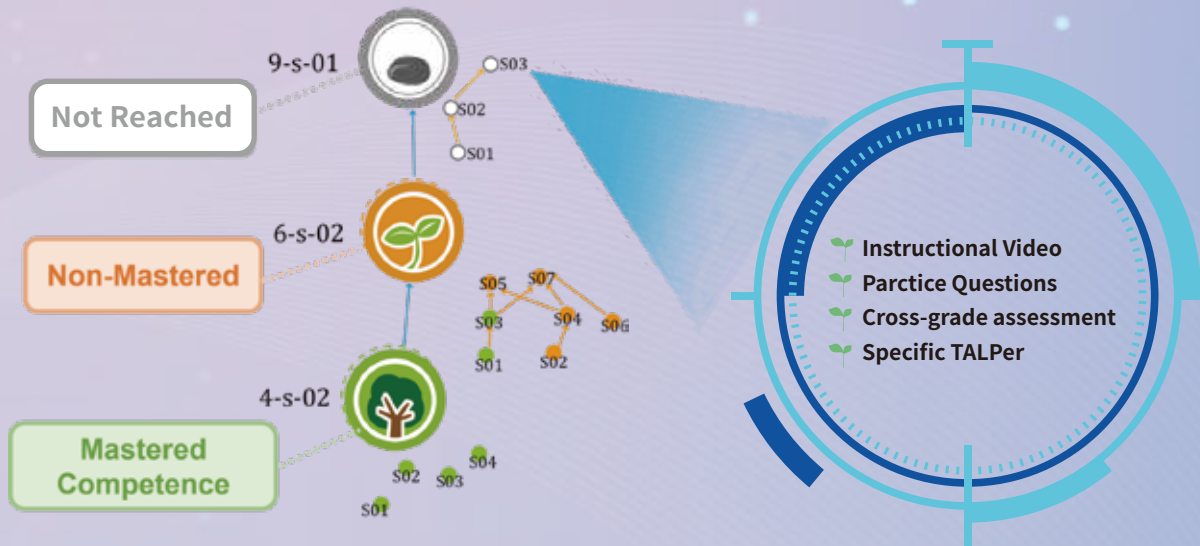 9-s-01
S03
Not Reached
S02
S01
6-s-02
Non-Mastered
S05
S07
S03
S04
S06
S01
S02
4-s-02
Mastered
Competence
S02
S03
S04
S01
Instructional Video
Parctice Questions
Cross-grade assessment
Specific TALPer